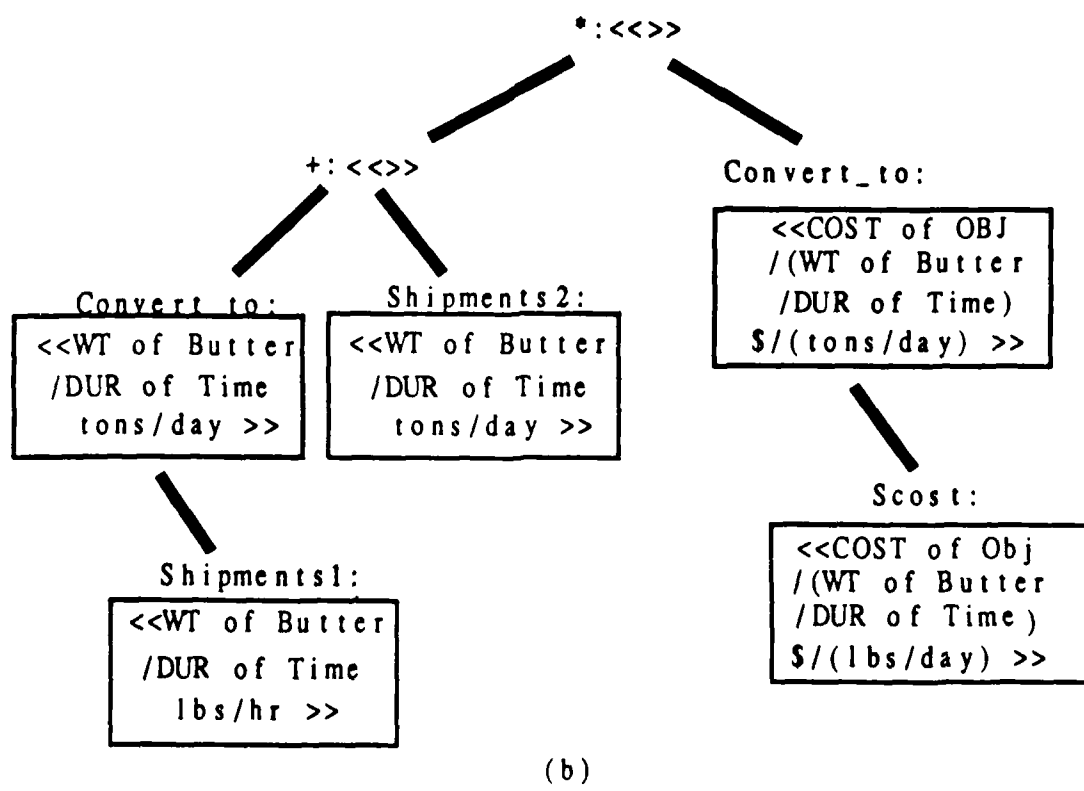 *:<<>>
+:<<>>
Convert_to:
<<COST of OBJ
/(WT of Butter
/DUR of Time)
$/(tons/day) >>
Convert_to:
<<WT of Butter
/DUR of Time
tons/day >>
Shipments2:
<<WT of Butter
/DUR of Time
tons/day >>
Scost:
<<COST of Obj
/(WT of Butter
/DUR of Time)
$/(lbs/day) >>
Shipments1:
<<WT of Butter
/DUR of Time
lbs/hr >>
(b)